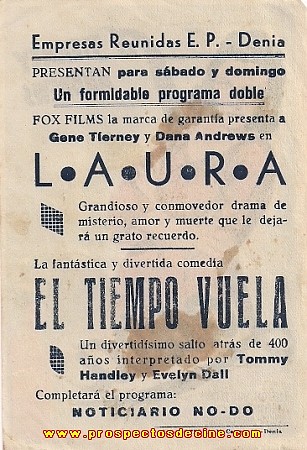 Empresas Reunidas E. P. - Denia
PRESENTAN para sábado y domingo
Un formidable programa doble
FOX FILMS la marca de garantía presenta a
Gene Tierney y Dana Andrews en
L.A.U.R.A
Grandioso y conmovedor drama de
misterio, amor y muerte que le deja-
rá un grato recuerdo.
La fantástica y divertida comedia
EL TIEMPO VUELA
Un divertidísimo salto atrás de 400
años interpretado por Tommy
Handley y Evelyn Dall
Completará el programa:
NOTICIARIO NO-DO
Denia.
www.prospectosdecine.com